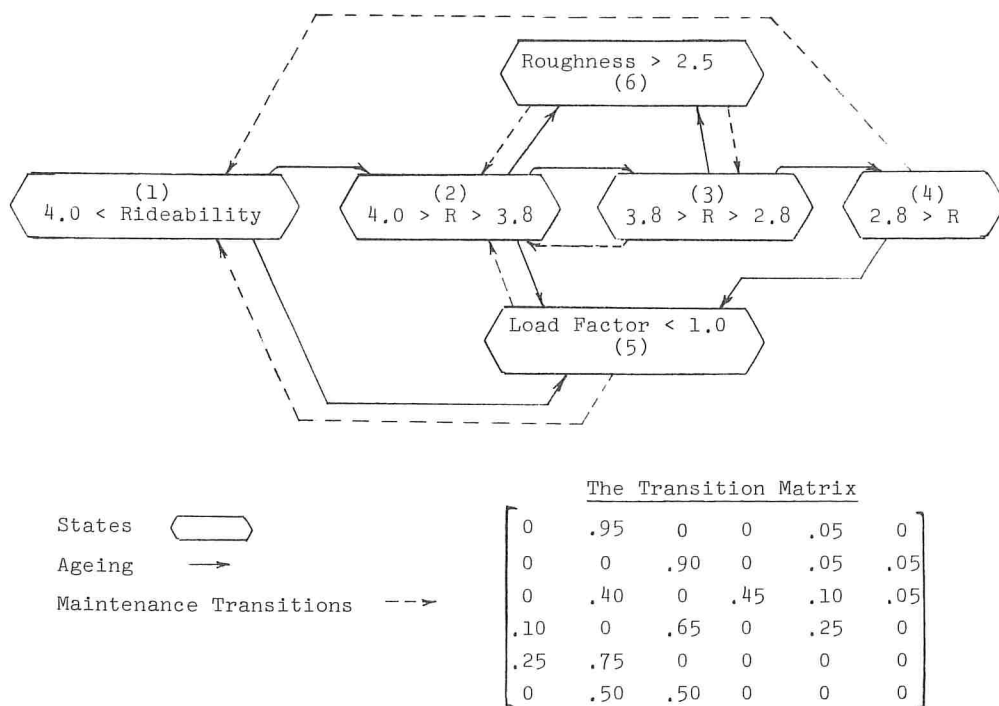 Roughness > 2.5
(6)
(1)
4.0 < Rideability
(2)
4.0 > R > 3.8
(3)
3.8 > R > 2.8
(4)
2.8 > R
Load Factor < 1.0
(5)
The Transition Matrix
States
Ageing
Maintenance Transitions
0 .95 0 0 .05 0
0 0 .90 0 .05 .05
0 .40 0 .45 .10 .05
.10 0 .65 0 .25 0
.25 .75 0 0 0 0
0 .50 .50 0 0 0